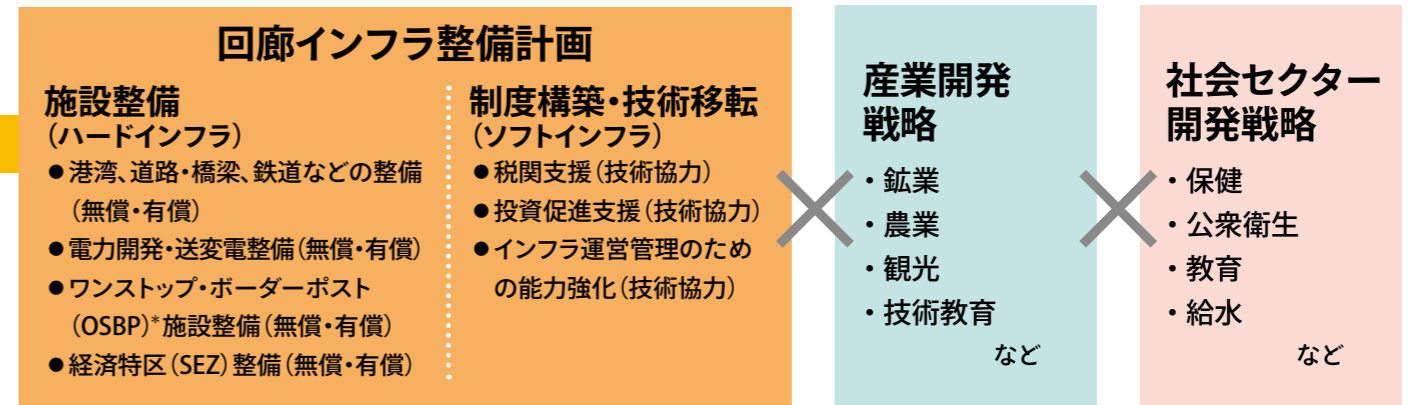 回廊インフラ整備計画
施設整備
（ハードインフラ）
●港湾、道路・橋梁、鉄道などの整備
（無償・有償）
●電力開発・送変電整備（無償・有償）
●ワンストップ・ボーダーポスト
（OSBP）*施設整備（無償・有償）
●経済特区（SEZ）整備（無償・有償）
制度構築・技術移転
（ソフトインフラ）
●税関支援（技術協力）
●投資促進支援（技術協力）
●インフラ運営管理のため
の能力強化（技術協力）
産業開発
戦略
・鉱業
・農業
・観光
・技術教育
など
社会セクター
開発戦略
・保健
・公衆衛生
・教育
・給水
など